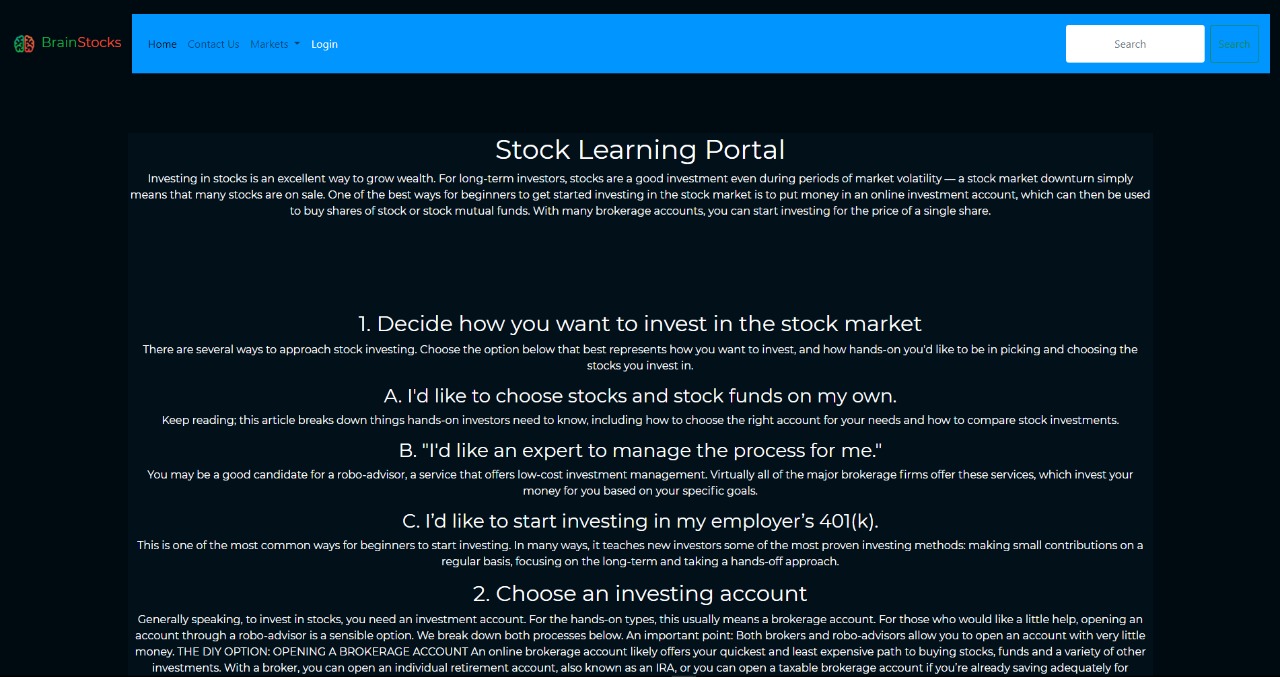 BrainStocks
Home Contact Us Markets Login
Search Search
Stock Learning Portal
Investing in stocks is an excellent way to grow wealth. For long-term investors, stocks are a good investment even during periods of market volatility — a stock market downturn simply
means that many stocks are on sale. One of the best ways for beginners to get started investing in the stock market is to put money in an online investment account, which can then be used
to buy shares of stock or stock mutual funds. With many brokerage accounts, you can start investing for the price of a single share.
1. Decide how you want to invest in the stock market
There are several ways to approach stock investing. Choose the option below that best represents how you want to invest, and how hands-on you'd like to be in picking and choosing the
stocks you invest in.
A. I'd like to choose stocks and stock funds on my own.
Keep reading; this article breaks down things hands-on investors need to know, including how to choose the right account for your needs and how to compare stock investments.
B. "I'd like an expert to manage the process for me."
You may be a good candidate for a robo-advisor, a service that offers low-cost investment management. Virtually all of the major brokerage firms offer these services, which invest your
money for you based on your specific goals.
C. I’d like to start investing in my employer’s 401(k).
This is one of the most common ways for beginners to start investing. In many ways, it teaches new investors some of the most proven investing methods: making small contributions on a
regular basis, focusing on the long-term and taking a hands-off approach.
2. Choose an investing account
Generally speaking, to invest in stocks, you need an investment account. For the hands-on types, this usually means a brokerage account. For those who would like a little help, opening an
account through a robo-advisor is a sensible option. We break down both processes below. An important point: Both brokers and robo-advisors allow you to open an account with very little
money. THE DIY OPTION: OPENING A BROKERAGE ACCOUNT An online brokerage account likely offers your quickest and least expensive path to buying stocks, funds and a variety of other
investments. With a broker, you can open an individual retirement account, also known as an IRA, or you can open a taxable brokerage account if you’re already saving adequately for